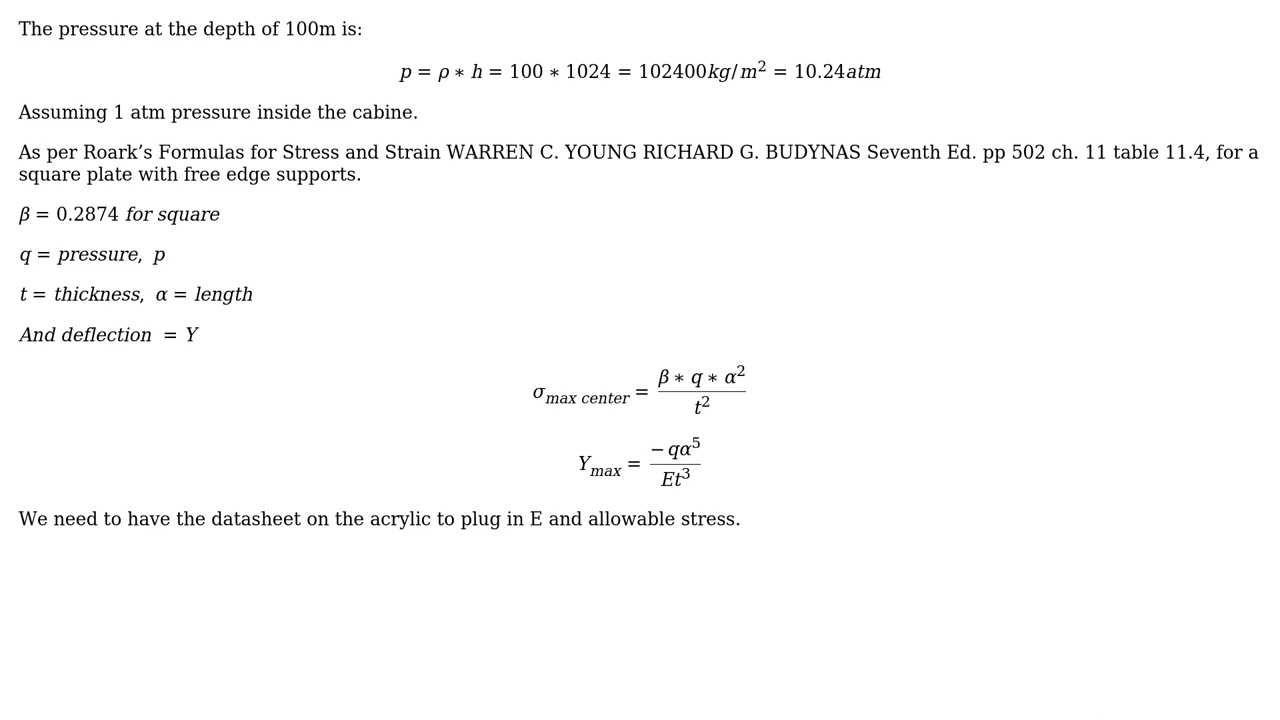 The pressure at the depth of 100m is:
p = ρ ∗ h = 100 ∗ 1024 = 102400kg/m² = 10.24atm
Assuming 1 atm pressure inside the cabine.
As per Roark’s Formulas for Stress and Strain WARREN C. YOUNG RICHARD G. BUDYNAS Seventh Ed. pp 502 ch. 11 table 11.4, for a
square plate with free edge supports.
β = 0.2874 for square
q = pressure, p
t = thickness, α = length
And deflection = Y
σ_max center = (β ∗ q ∗ α²) / t²
Y_max = (−qα⁵) / (Et³)
We need to have the datasheet on the acrylic to plug in E and allowable stress.